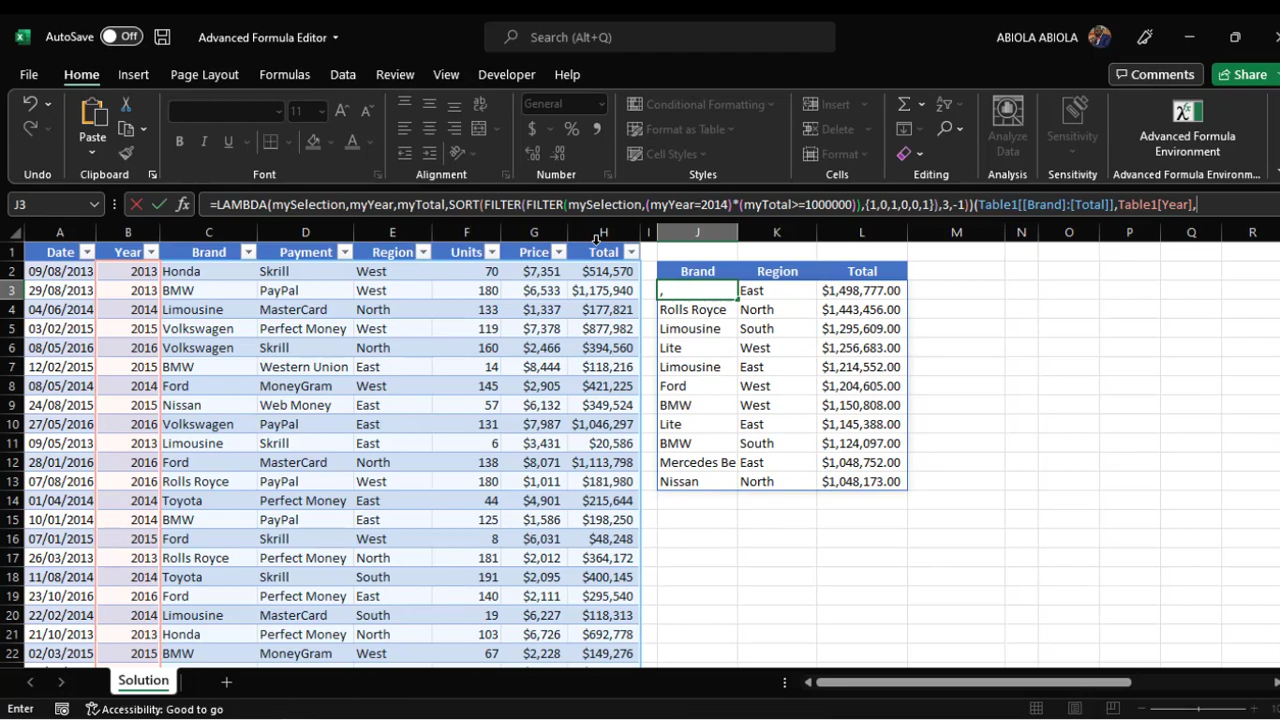 AutoSave Off Advanced Formula Editor Search (Alt+Q) ABIOLA ABIOLA
File Home Insert Page Layout Formulas Data Review View Developer Help Comments Share
11 General Conditional Formatting Insert
Paste B I U $ % Format as Table Delete Analyze Data Sensitivity Advanced Formula Environment
Cell Styles Format
Undo Clipboard Font Alignment Number Styles Cells Editing Analysis Sensitivity Advanced Formula Environm...
J3 fx =LAMBDA(mySelection,myYear,myTotal,SORT(FILTER(FILTER(mySelection,(myYear=2014)*(myTotal>=1000000)),{1,0,1,0,0,1}),3,-1))(Table1[[Brand]:[Total]],Table1[Year],
A B C D E F G H I J K L M N O P Q R
1 Date Year Brand Payment Region Units Price Total
2 09/08/2013 2013 Honda Skrill West 70 $7,351 $514,570 Brand Region Total
3 29/08/2013 2013 BMW PayPal West 180 $6,533 $1,175,940 , East $1,498,777.00
4 04/06/2014 2014 Limousine MasterCard North 133 $1,337 $177,821 Rolls Royce North $1,443,456.00
5 03/02/2015 2015 Volkswagen Perfect Money West 119 $7,378 $877,982 Limousine South $1,295,609.00
6 08/05/2016 2016 Volkswagen Skrill North 160 $2,466 $394,560 Lite West $1,256,683.00
7 12/02/2015 2015 BMW Western Union East 14 $8,444 $118,216 Limousine East $1,214,552.00
8 08/05/2014 2014 Ford MoneyGram West 145 $2,905 $421,225 Ford West $1,204,605.00
9 24/08/2015 2015 Nissan Web Money East 57 $6,132 $349,524 BMW West $1,150,808.00
10 27/05/2016 2016 Volkswagen PayPal East 131 $7,987 $1,046,297 Lite East $1,145,388.00
11 09/05/2013 2013 Limousine Skrill East 6 $3,431 $20,586 BMW South $1,124,097.00
12 28/01/2016 2016 Ford MasterCard North 138 $8,071 $1,113,798 Mercedes Be East $1,048,752.00
13 07/08/2016 2016 Rolls Royce PayPal West 180 $1,011 $181,980 Nissan North $1,048,173.00
14 01/04/2014 2014 Toyota Perfect Money East 44 $4,901 $215,644
15 10/01/2014 2014 BMW PayPal East 125 $1,586 $198,250
16 07/01/2015 2015 Ford Skrill West 8 $6,031 $48,248
17 26/03/2013 2013 Rolls Royce Perfect Money North 181 $2,012 $364,172
18 11/08/2014 2014 Toyota Skrill South 191 $2,095 $400,145
19 23/10/2016 2016 Ford Perfect Money East 140 $2,111 $295,540
20 22/02/2014 2014 Limousine MasterCard South 19 $6,227 $118,313
21 21/10/2013 2013 Honda Perfect Money North 103 $6,726 $692,778
22 02/03/2015 2015 BMW MoneyGram West 67 $2,228 $149,276
Solution
Enter Accessibility: Good to go